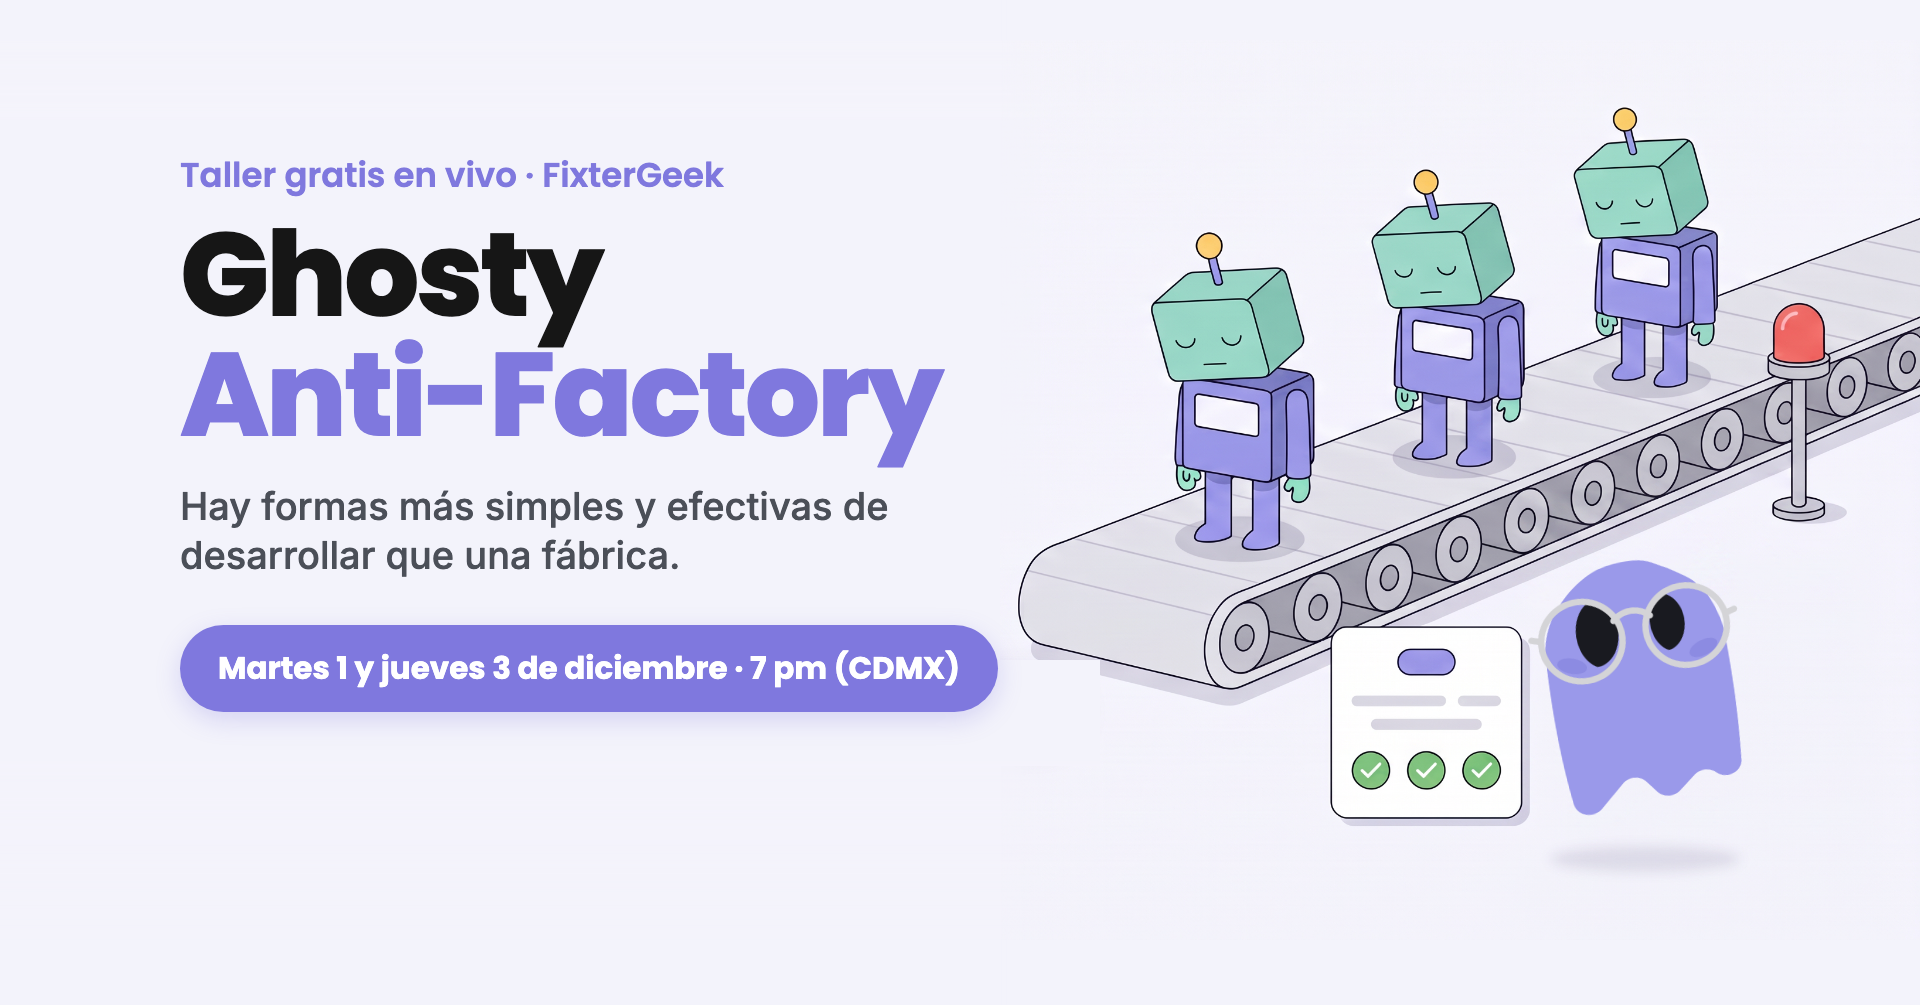 Taller gratis en vivo · FixterGeek
Ghosty
Anti-Factory
Hay formas más simples y efectivas de
desarrollar que una fábrica.
Martes 1 y jueves 3 de diciembre · 7 pm (CDMX)